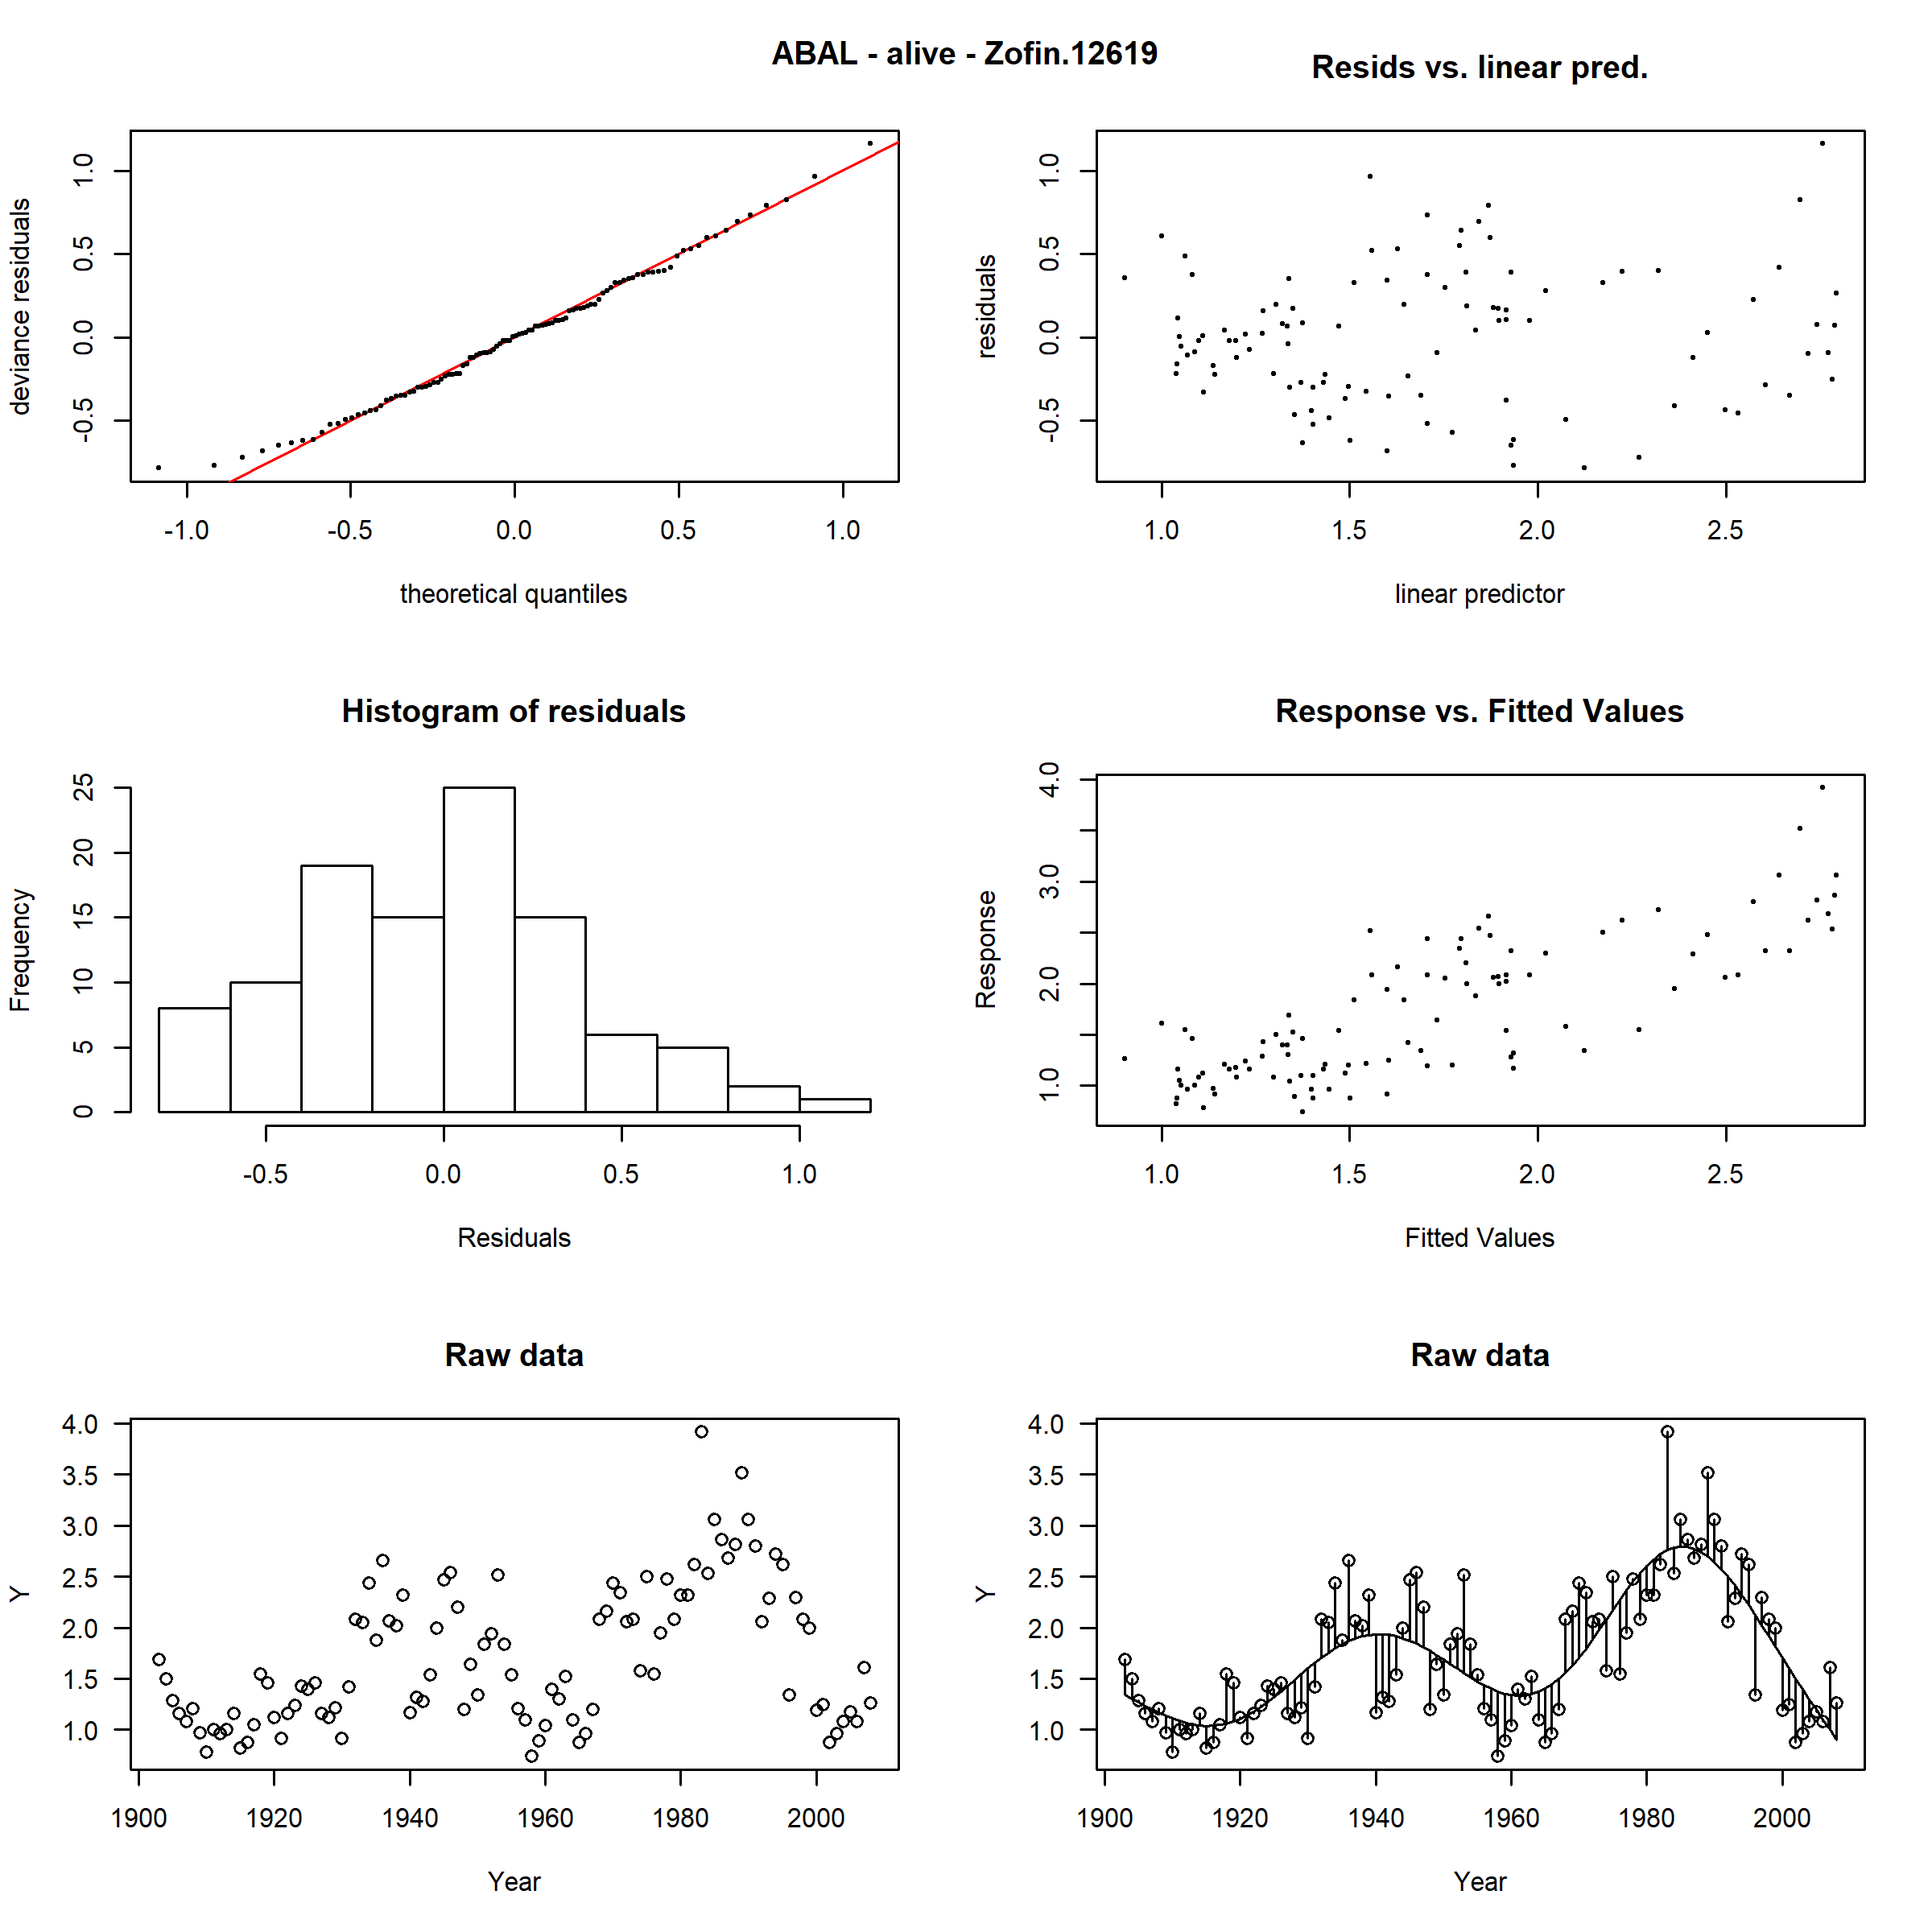 ABAL - alive - Zofin.12619
Resids vs. linear pred.
deviance residuals
1.0
0.5
0.0
-0.5
-1.0 -0.5 0.0 0.5 1.0
theoretical quantiles
residuals
1.0
0.5
0.0
-0.5
1.0 1.5 2.0 2.5
linear predictor
Histogram of residuals
Frequency
25
20
15
10
5
0
-0.5 0.0 0.5 1.0
Residuals
Response vs. Fitted Values
Response
4.0
3.0
2.0
1.0
1.0 1.5 2.0 2.5
Fitted Values
Raw data
Y
4.0
3.5
3.0
2.5
2.0
1.5
1.0
1900 1920 1940 1960 1980 2000
Year
Raw data
Y
4.0
3.5
3.0
2.5
2.0
1.5
1.0
1900 1920 1940 1960 1980 2000
Year